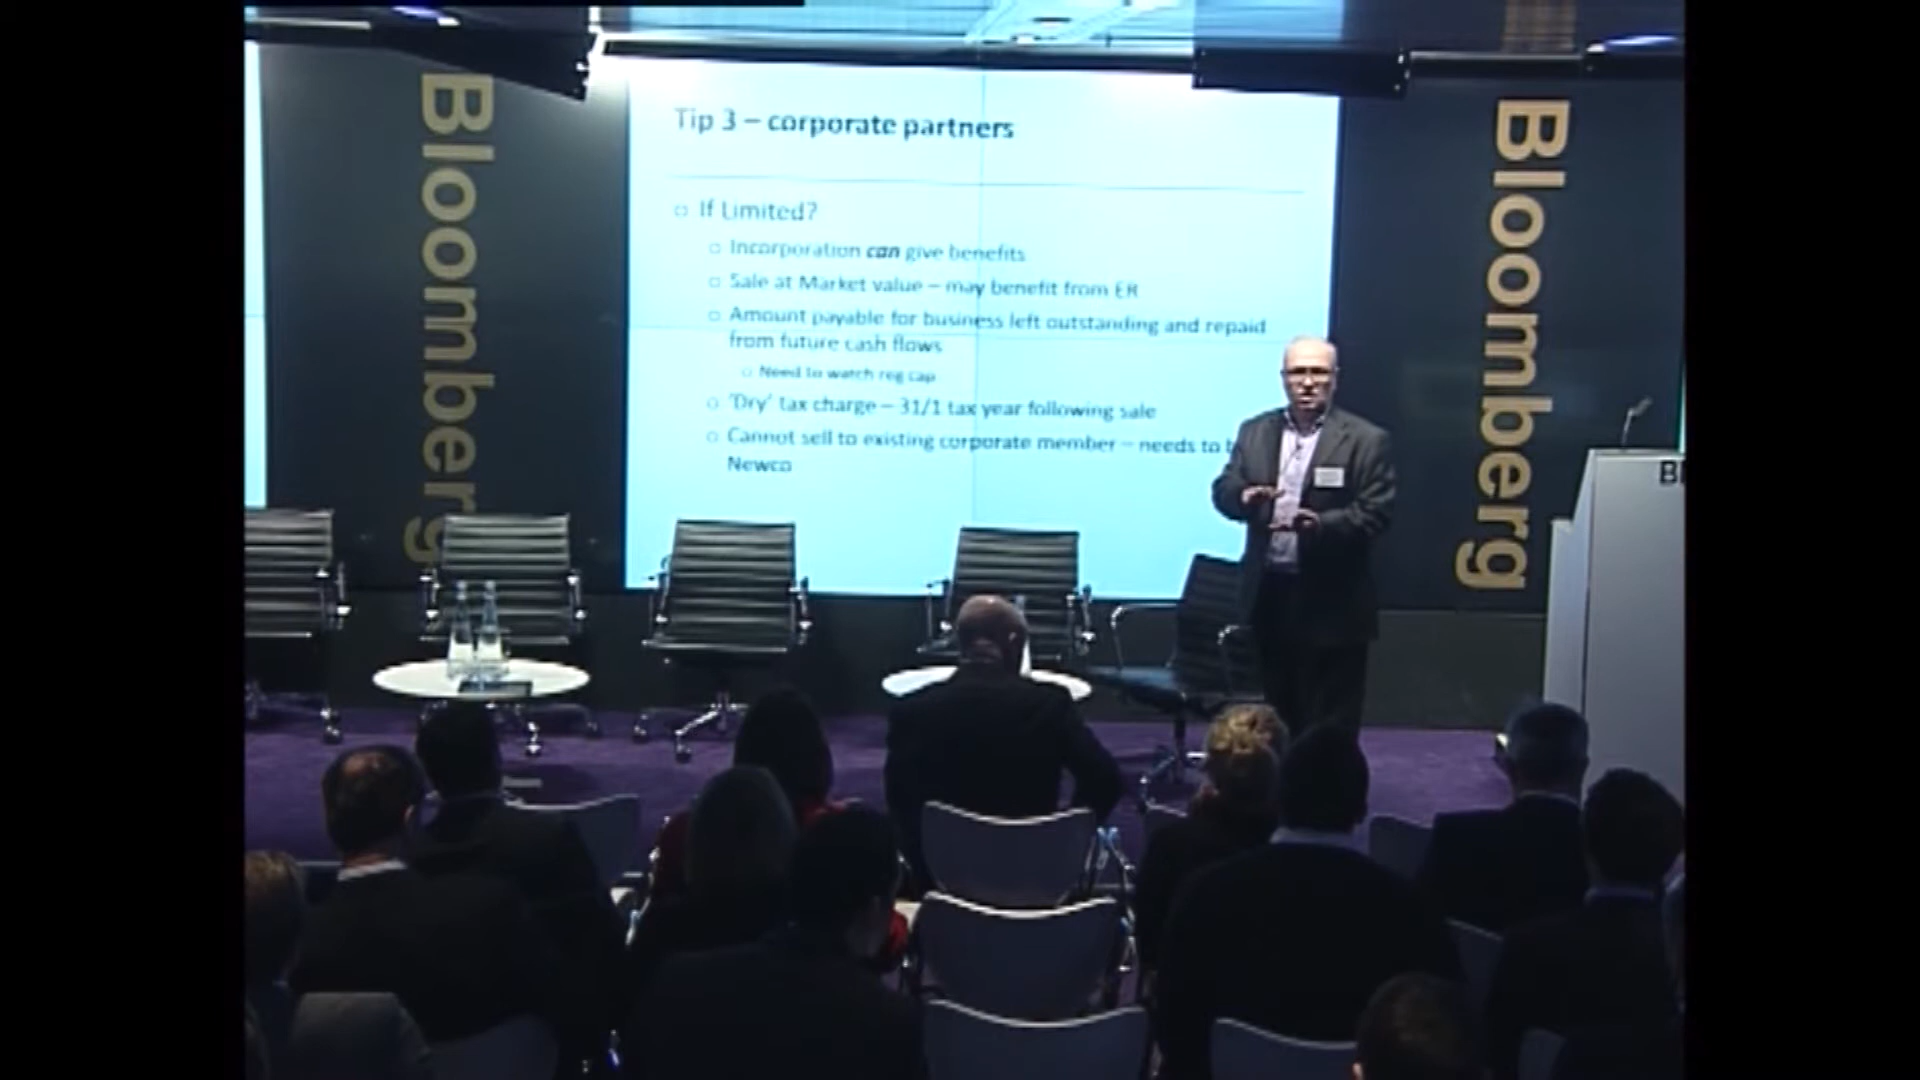 Bloomberg
Tip 3 – corporate partners
If Limited?
Incorporation can give benefits
Sale at Market value – may benefit from ER
Amount payable for business left outstanding and repaid
from future cash flows
Need to watch reg cap
'Dry' tax charge – 31/1 tax year following sale
Cannot sell to existing corporate member – needs to b
Newco
Bloomberg
B